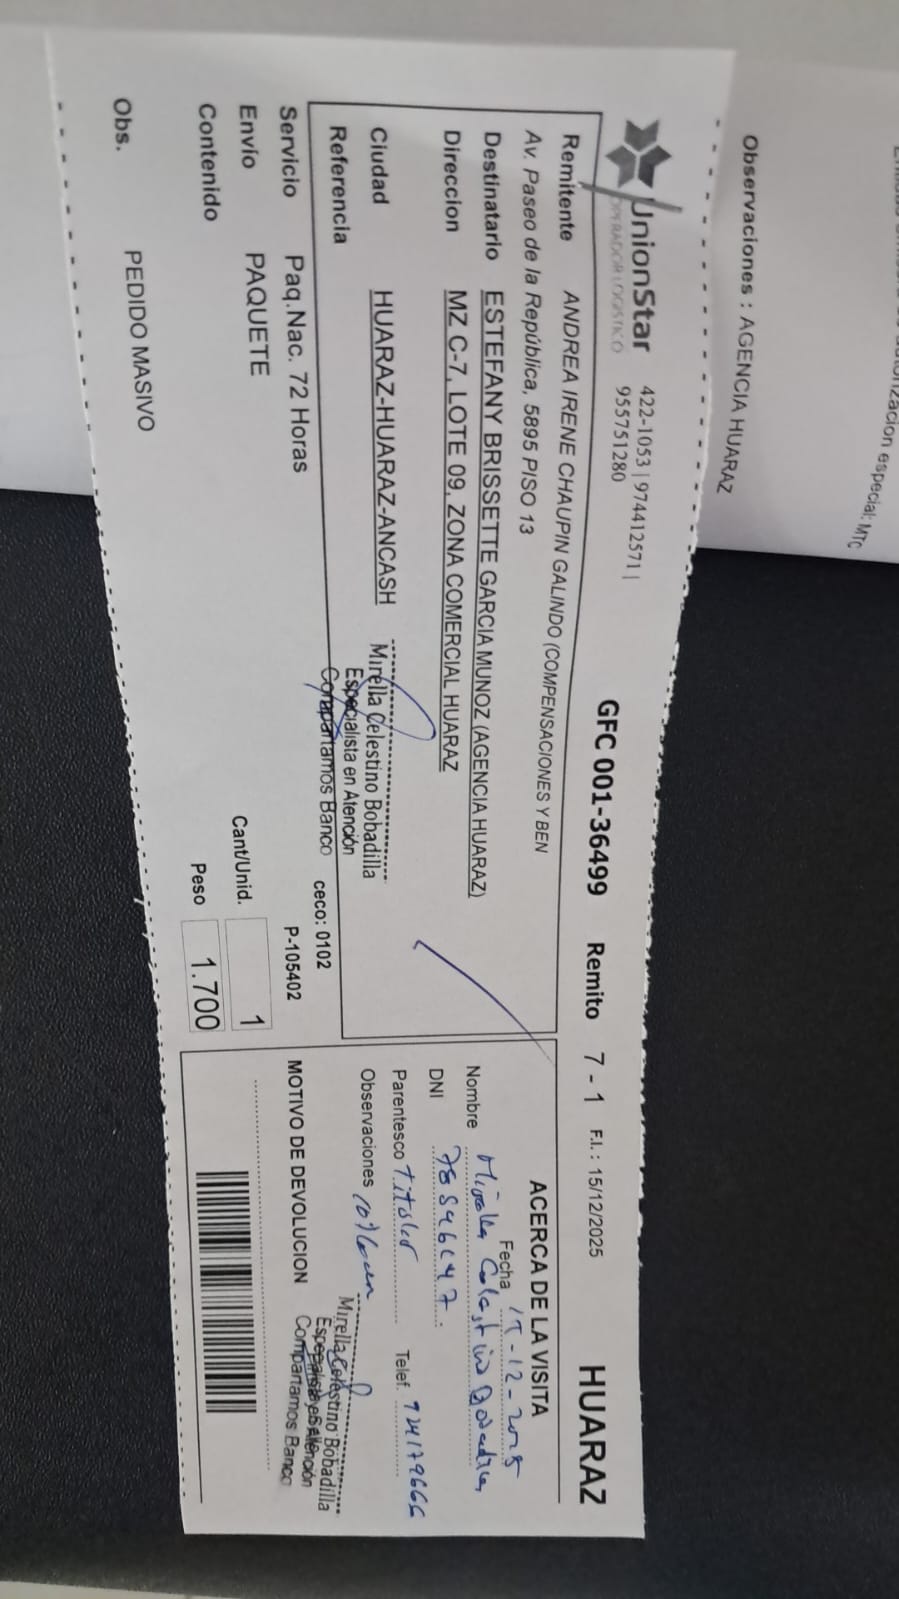 Observaciones : AGENCIA HUARAZ
UnionStar
OPERADOR LOGISTICO
422-1053 | 974412571 |
955751280
GFC 001-36499 Remito 7 - 1 F.I. : 15/12/2025 HUARAZ
Remitente ANDREA IRENE CHAUPIN GALINDO (COMPENSACIONES Y BEN
Av. Paseo de la República, 5895 PISO 13
Destinatario ESTEFANY BRISSETTE GARCIA MUNOZ (AGENCIA HUARAZ)
Direccion MZ C-7, LOTE 09, ZONA COMERCIAL HUARAZ
Ciudad HUARAZ-HUARAZ-ANCASH
Referencia
Mirella Celestino Bobadilla
Especialista en Atención
Compartamos Banco
ceco: 0102
Servicio Paq.Nac. 72 Horas
P-105402
Envío PAQUETE
Cant/Unid. 1
Contenido
Peso 1.700
Obs. PEDIDO MASIVO
ACERCA DE LA VISITA
Fecha
Nombre Mirella Celestino Bobadilla
DNI
Parentesco Titular Telef.
Observaciones
MOTIVO DE DEVOLUCION
Mirella Celestino Bobadilla
Especialista en Atención
Compartamos Banco